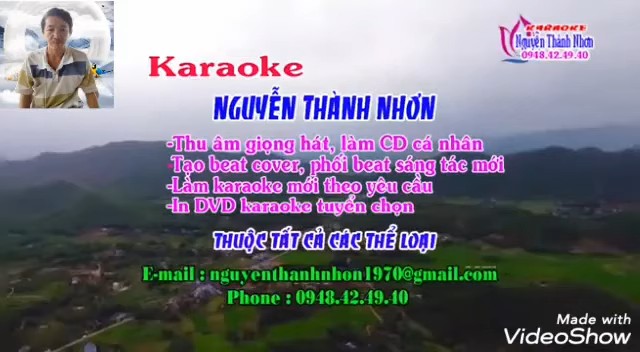 KARAOKE
Nguyễn Thành Nhơn
0948.42.49.40
Karaoke
NGUYỄN THÀNH NHƠN
-Thu âm giọng hát, làm CD cá nhân
-Tạo beat cover, phối beat sáng tác mới
-Làm karaoke mới theo yêu cầu
-In DVD karaoke tuyển chọn
THUỘC TẤT CẢ CÁC THỂ LOẠI
E-mail : nguyenthanhnhon1970@gmail.com
Phone : 0948.42.49.40
Made with
VideoShow